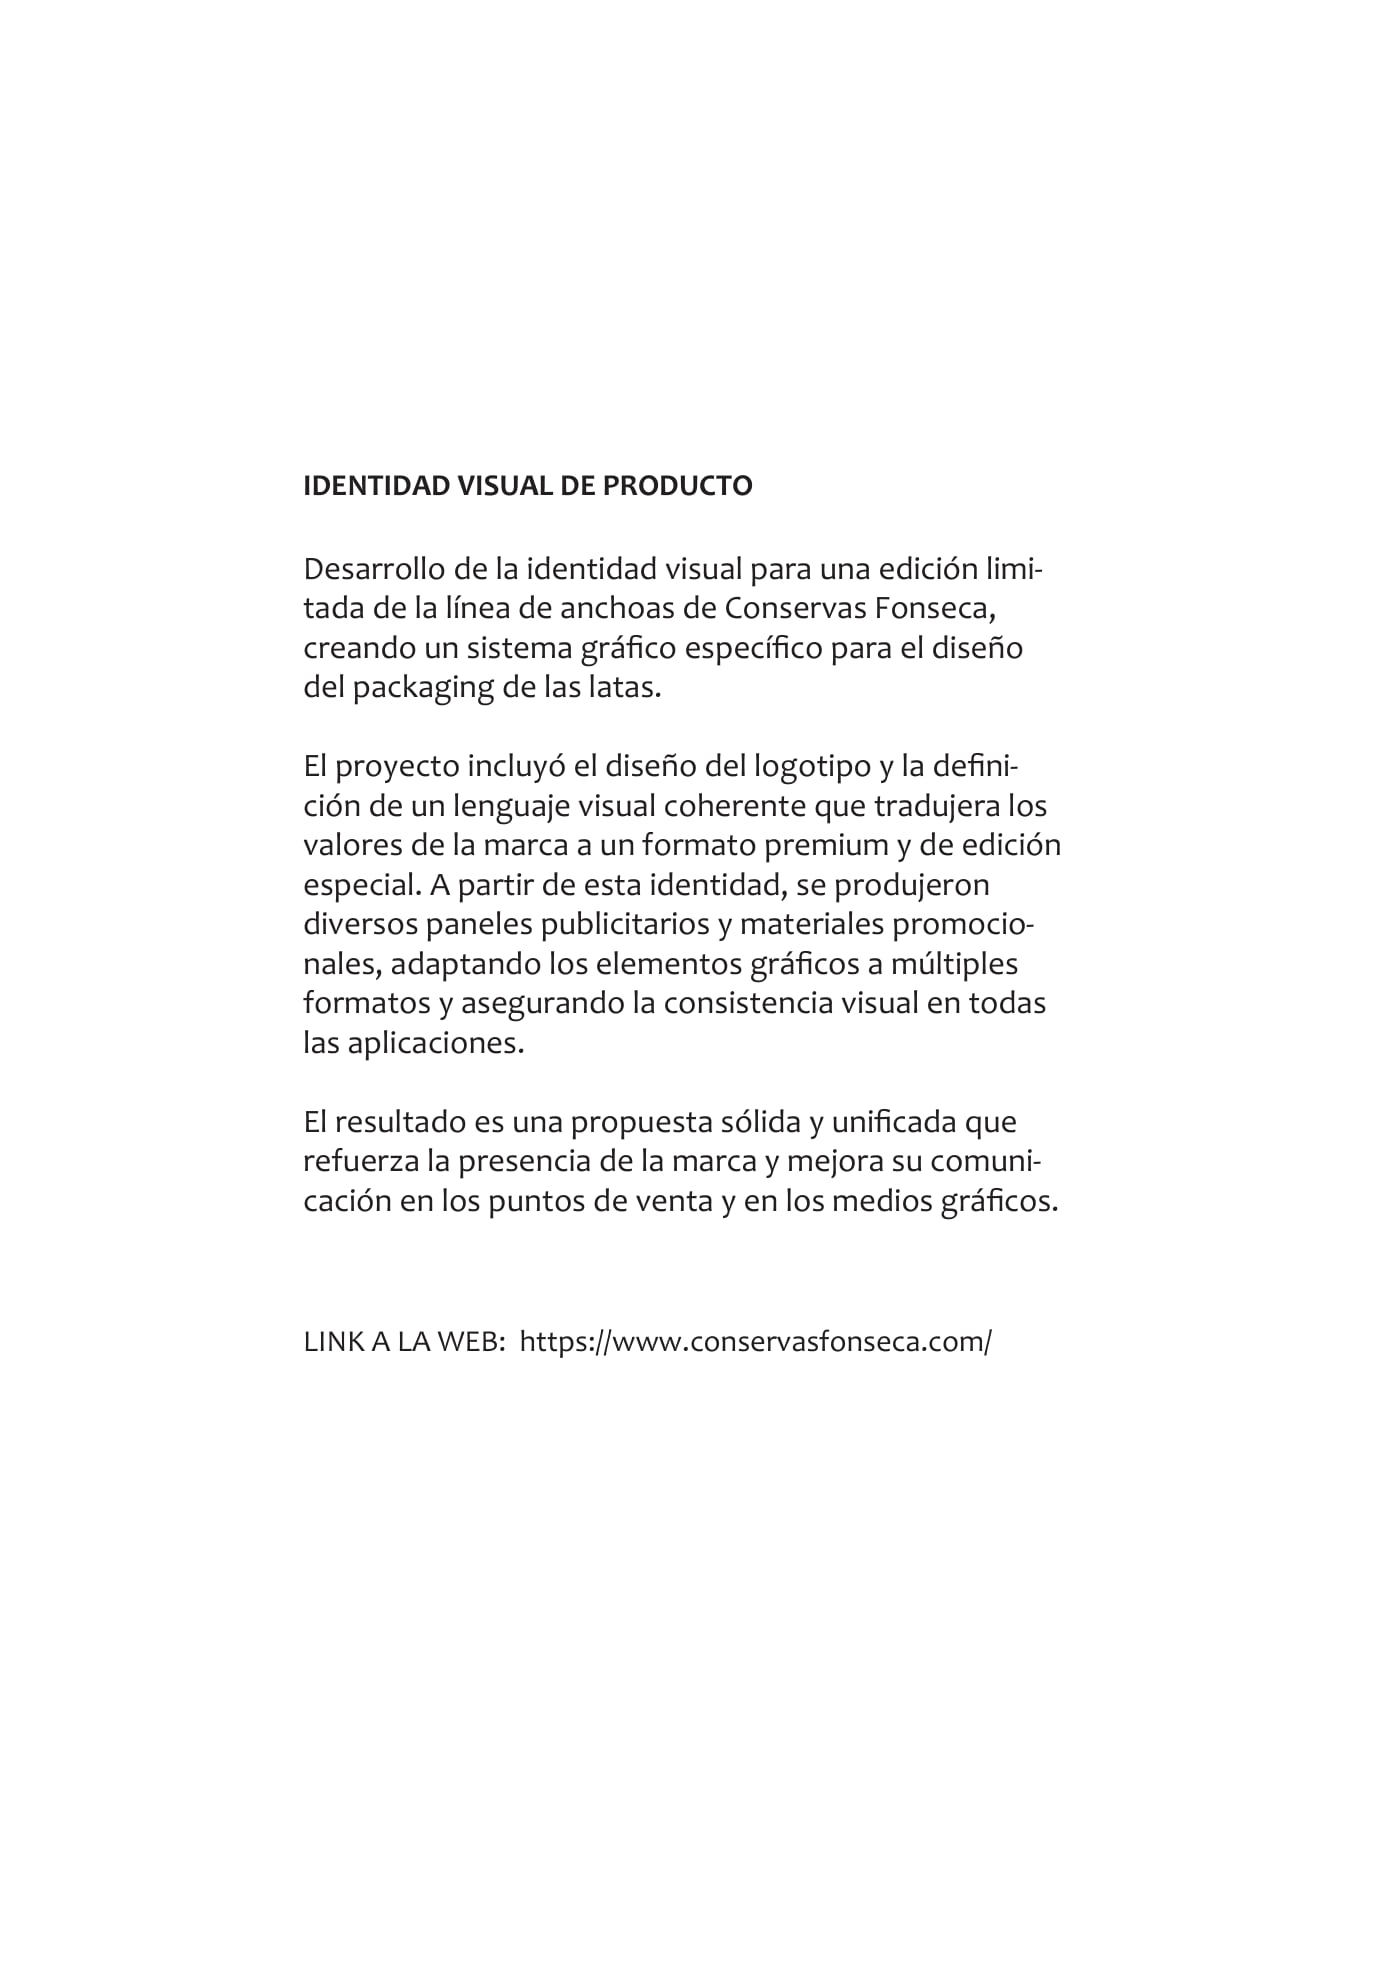 IDENTIDAD VISUAL DE PRODUCTO
Desarrollo de la identidad visual para una edición limi-
tada de la línea de anchoas de Conservas Fonseca,
creando un sistema gráfico específico para el diseño
del packaging de las latas.
El proyecto incluyó el diseño del logotipo y la defini-
ción de un lenguaje visual coherente que tradujera los
valores de la marca a un formato premium y de edición
especial. A partir de esta identidad, se produjeron
diversos paneles publicitarios y materiales promocio-
nales, adaptando los elementos gráficos a múltiples
formatos y asegurando la consistencia visual en todas
las aplicaciones.
El resultado es una propuesta sólida y unificada que
refuerza la presencia de la marca y mejora su comuni-
cación en los puntos de venta y en los medios gráficos.
LINK A LA WEB:  https://www.conservasfonseca.com/